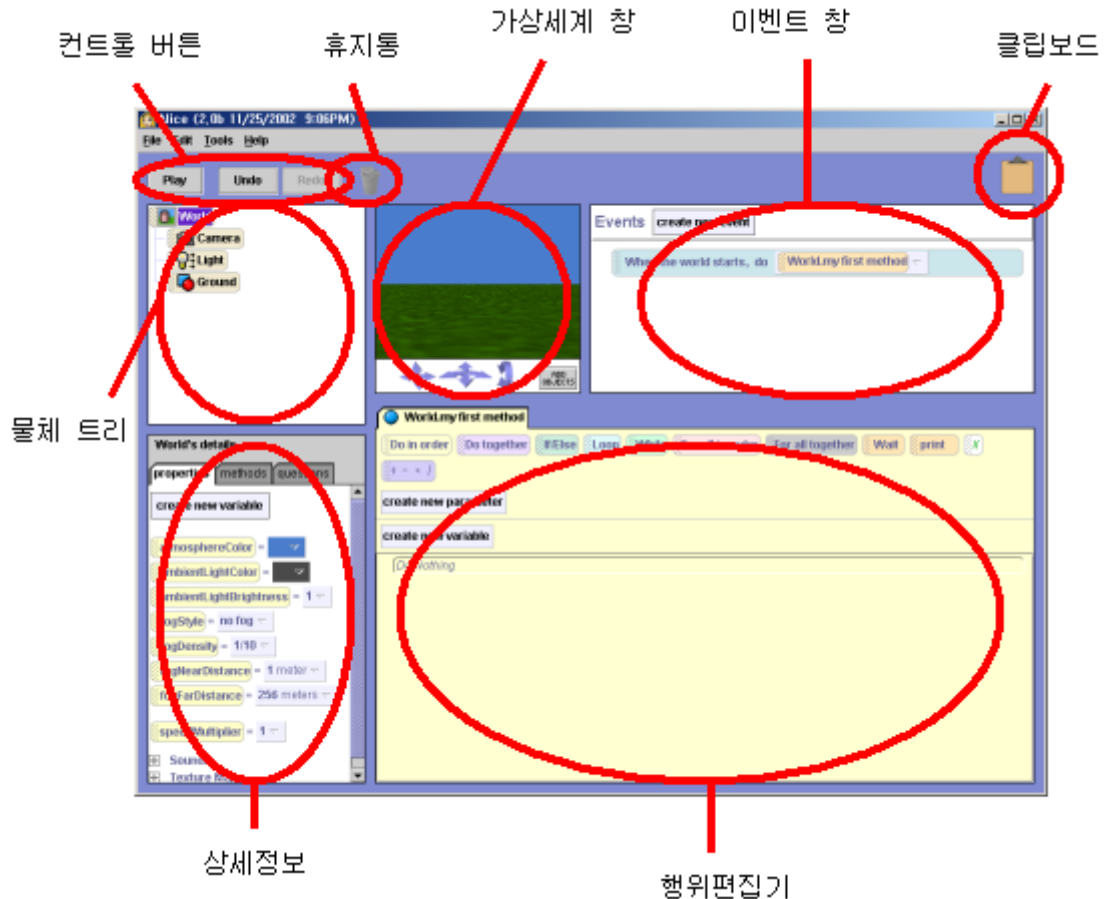 컨트롤 버튼
휴지통
가상세계 창
이벤트 창
클립보드
Alice (2.0b 11/25/2002 9:06PM)
File Edit Tools Help
Play Undo Redo
World
Camera
Light
Ground
Events create new event
When the world starts, do World.my first method
ADD OBJECTS
물체 트리
World's details
properties methods questions
create new variable
atmosphereColor =
ambientLightColor =
ambientLightBrightness = 1
fogStyle = no fog
fogDensity = 1/10
fogNearDistance = 1 meter
fogFarDistance = 256 meters
speedMultiplier = 1
World.my first method
Do in order Do together If/Else Loop While For all together Wait print
create new parameter
create new variable
Do Nothing
상세정보
행위편집기